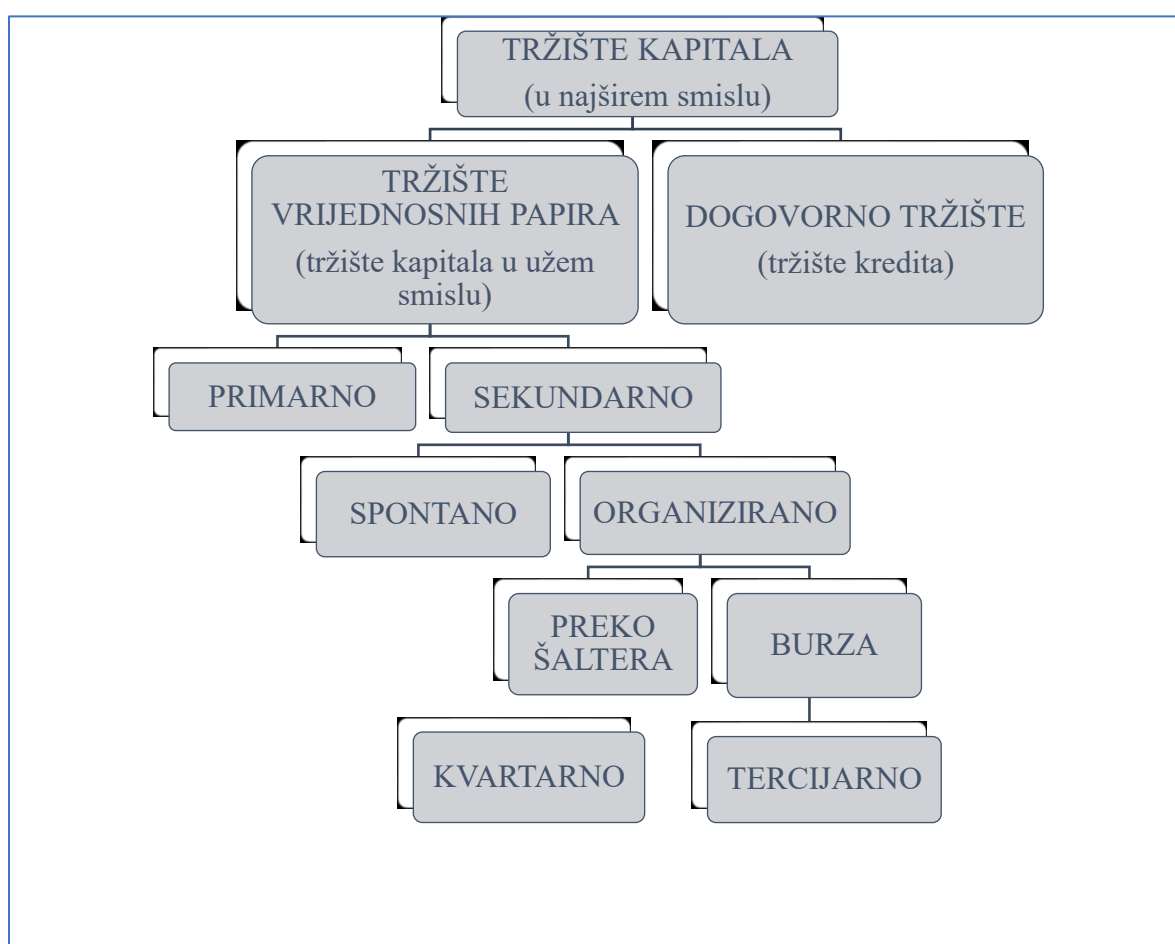 TRŽIŠTE KAPITALA
(u najširem smislu)
TRŽIŠTE
VRIJEDNOSNIH PAPIRA
(tržište kapitala u užem
smislu)
DOGOVORNO TRŽIŠTE
(tržište kredita)
PRIMARNO
SEKUNDARNO
SPONTANO
ORGANIZIRANO
PREKO
ŠALTERA
BURZA
KVARTARNO
TERCIJARNO